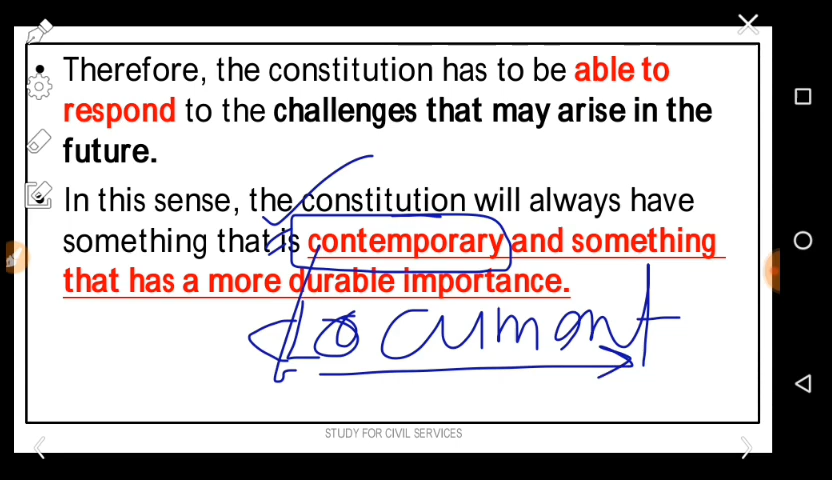 • Therefore, the constitution has to be able to
respond to the challenges that may arise in the
future.
In this sense, the constitution will always have
something that is contemporary and something
that has a more durable importance.
document
STUDY FOR CIVIL SERVICES